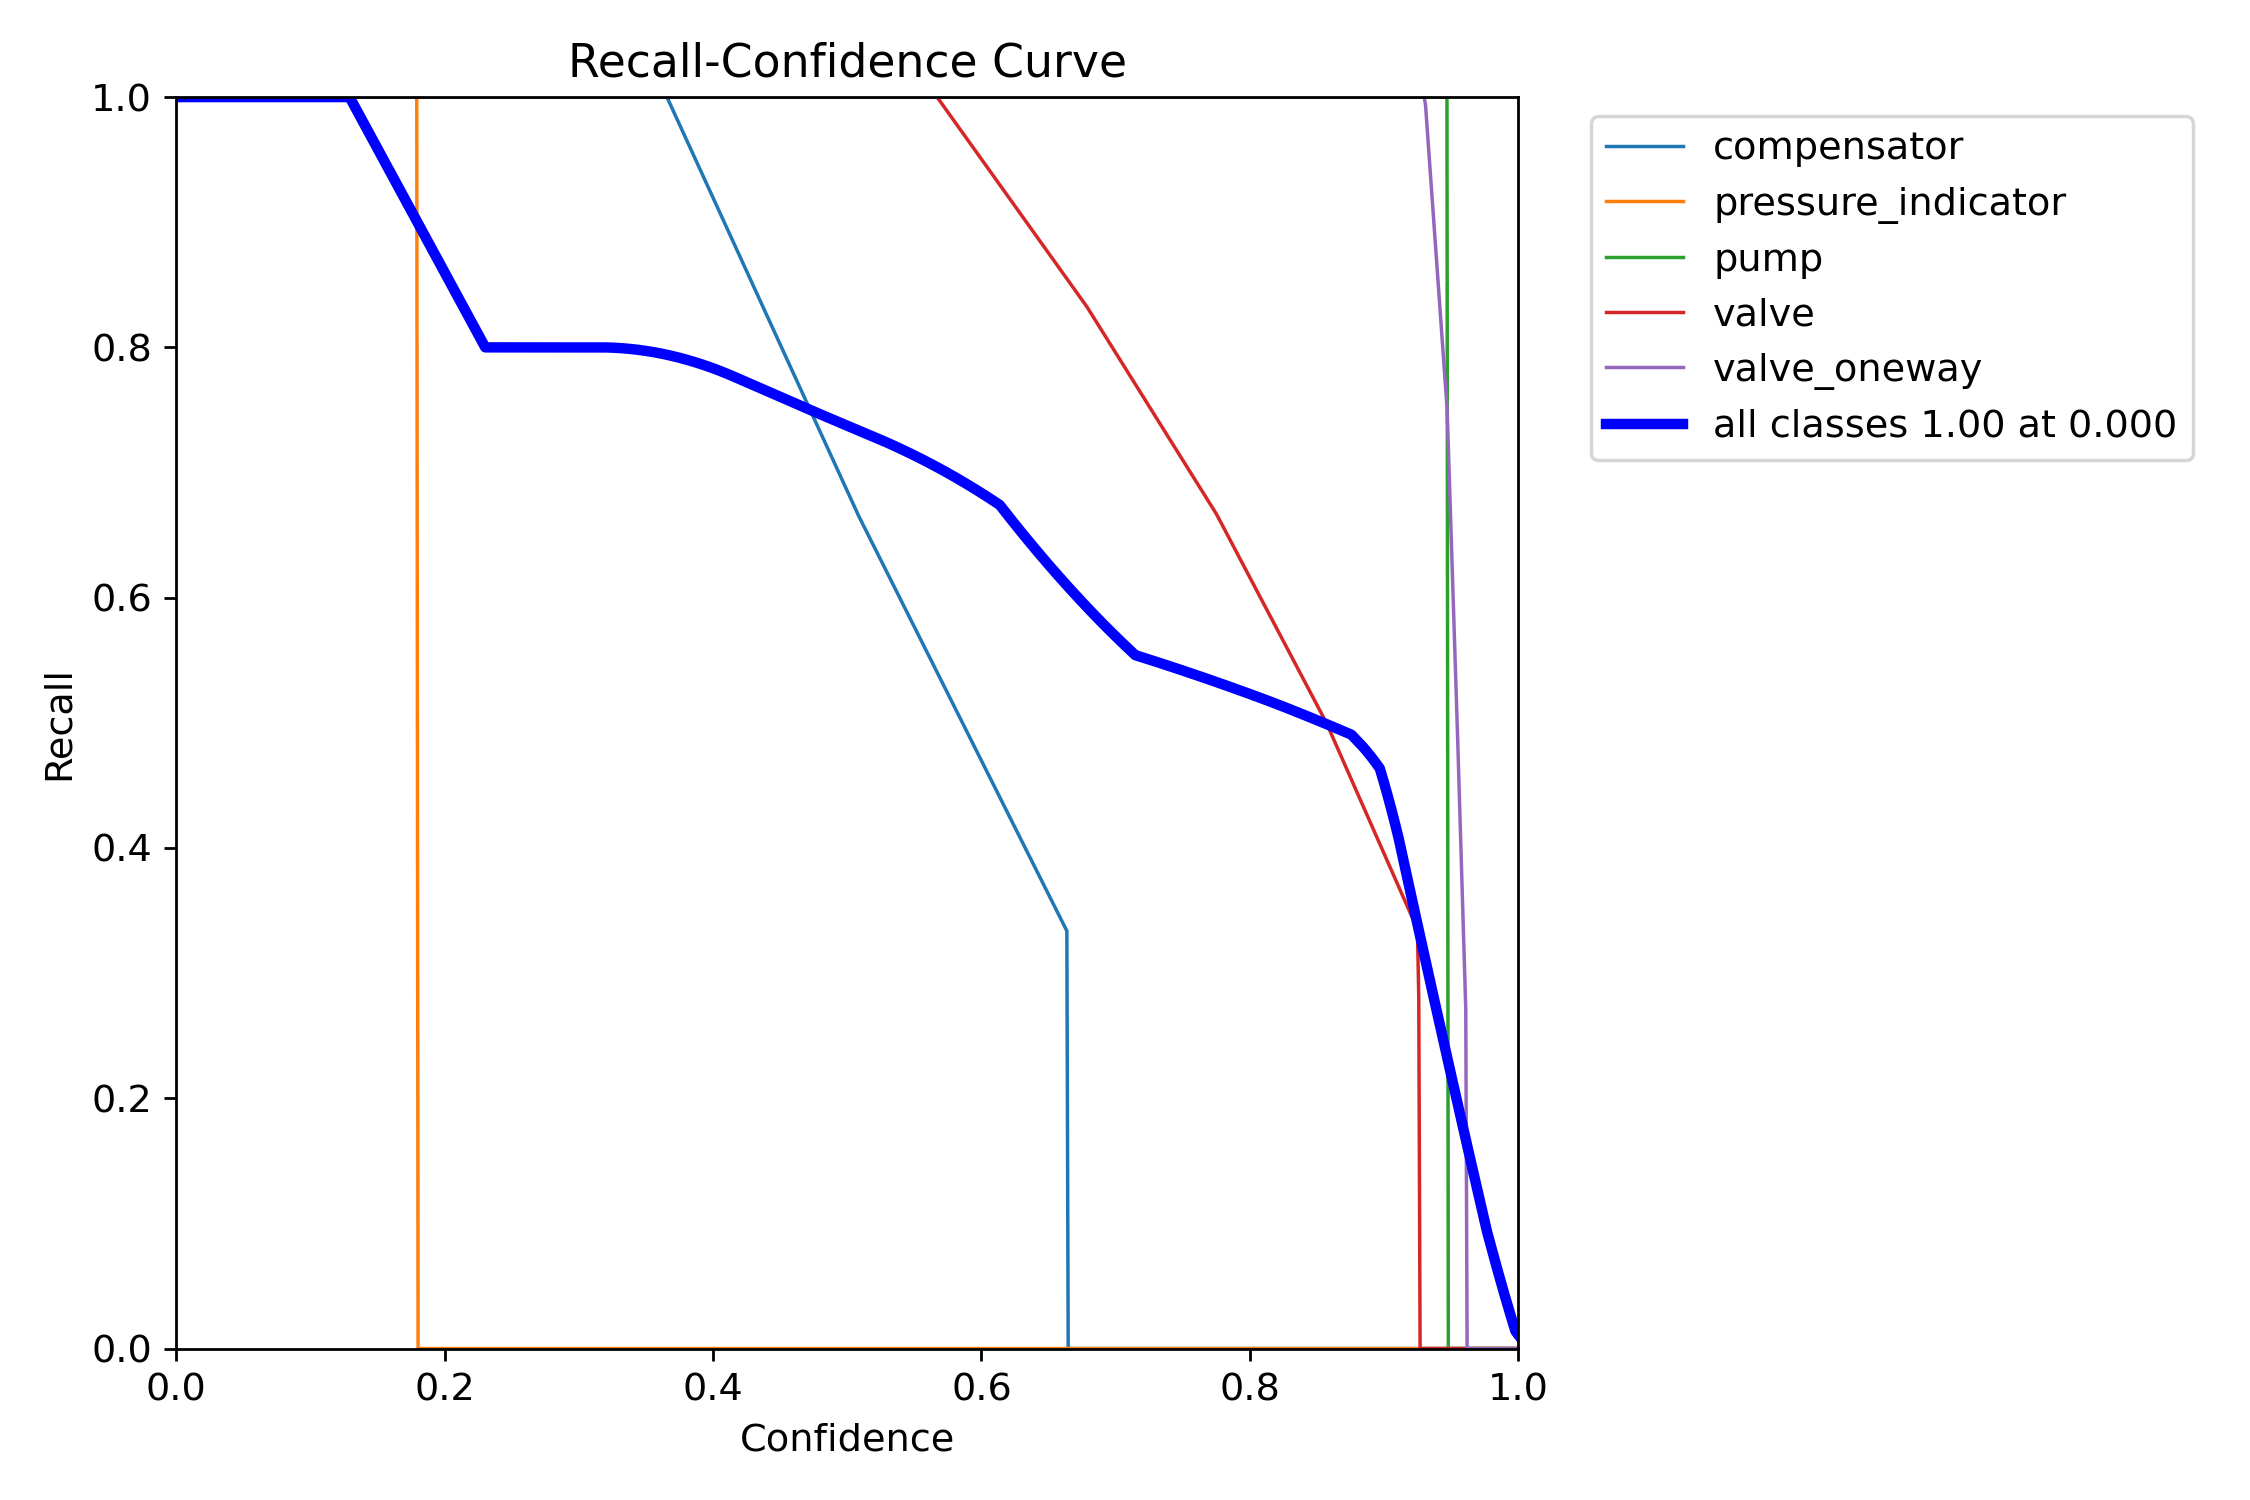 Recall-Confidence Curve
1.0
0.8
0.6
0.4
0.2
0.0
Recall
0.0 0.2 0.4 0.6 0.8 1.0
Confidence
compensator
pressure_indicator
pump
valve
valve_oneway
all classes 1.00 at 0.000